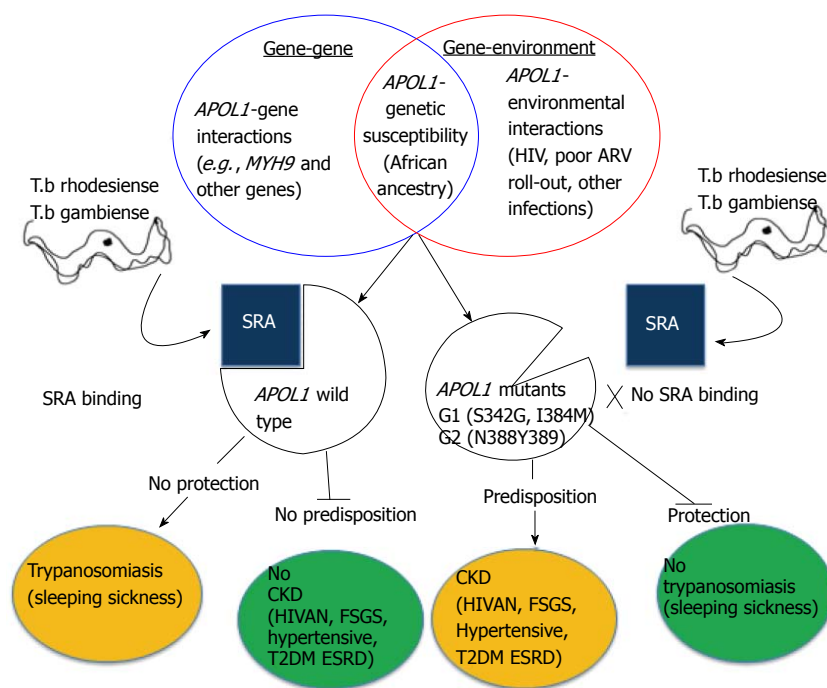 Gene-gene
Gene-environment
APOL1-gene
interactions
(e.g., MYH9 and
other genes)
APOL1-
genetic
susceptibility
(African
ancestry)
APOL1-
environmental
interactions
(HIV, poor ARV
roll-out, other
infections)
T.b rhodesiense
T.b gambiense
T.b rhodesiense
T.b gambiense
SRA
SRA
SRA binding
APOL1 wild
type
APOL1 mutants
G1 (S342G, I384M)
G2 (N388Y389)
No SRA binding
No protection
No predisposition
Predisposition
Protection
Trypanosomiasis
(sleeping sickness)
No
CKD
(HIVAN, FSGS,
hypertensive,
T2DM ESRD)
CKD
(HIVAN, FSGS,
Hypertensive,
T2DM ESRD)
No
trypanosomiasis
(sleeping sickness)